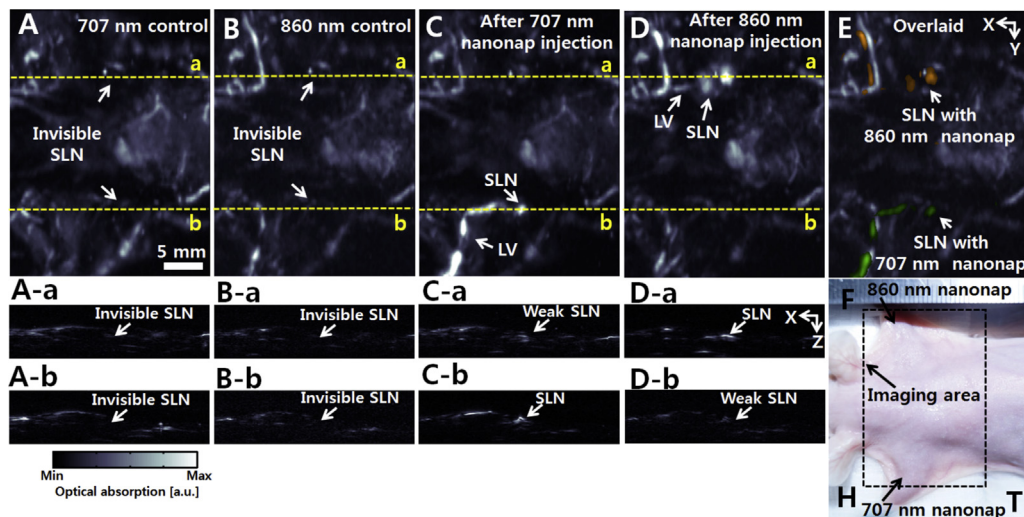 A 707 nm control
a
Invisible
SLN
b
5 mm
B 860 nm control
a
Invisible
SLN
b
C After 707 nm
nanonap injection
a
SLN
b
LV
D After 860 nm
nanonap injection
a
LV
SLN
b
E Overlaid X
Y
SLN with
860 nm nanonap
SLN with
707 nm nanonap
A-a
Invisible SLN
B-a
Invisible SLN
C-a
Weak SLN
D-a
SLN
X
Z
A-b
Invisible SLN
B-b
Invisible SLN
C-b
SLN
D-b
Weak SLN
Min Max
Optical absorption [a.u.]
F 860 nm nanonap
Imaging area
H T
707 nm nanonap